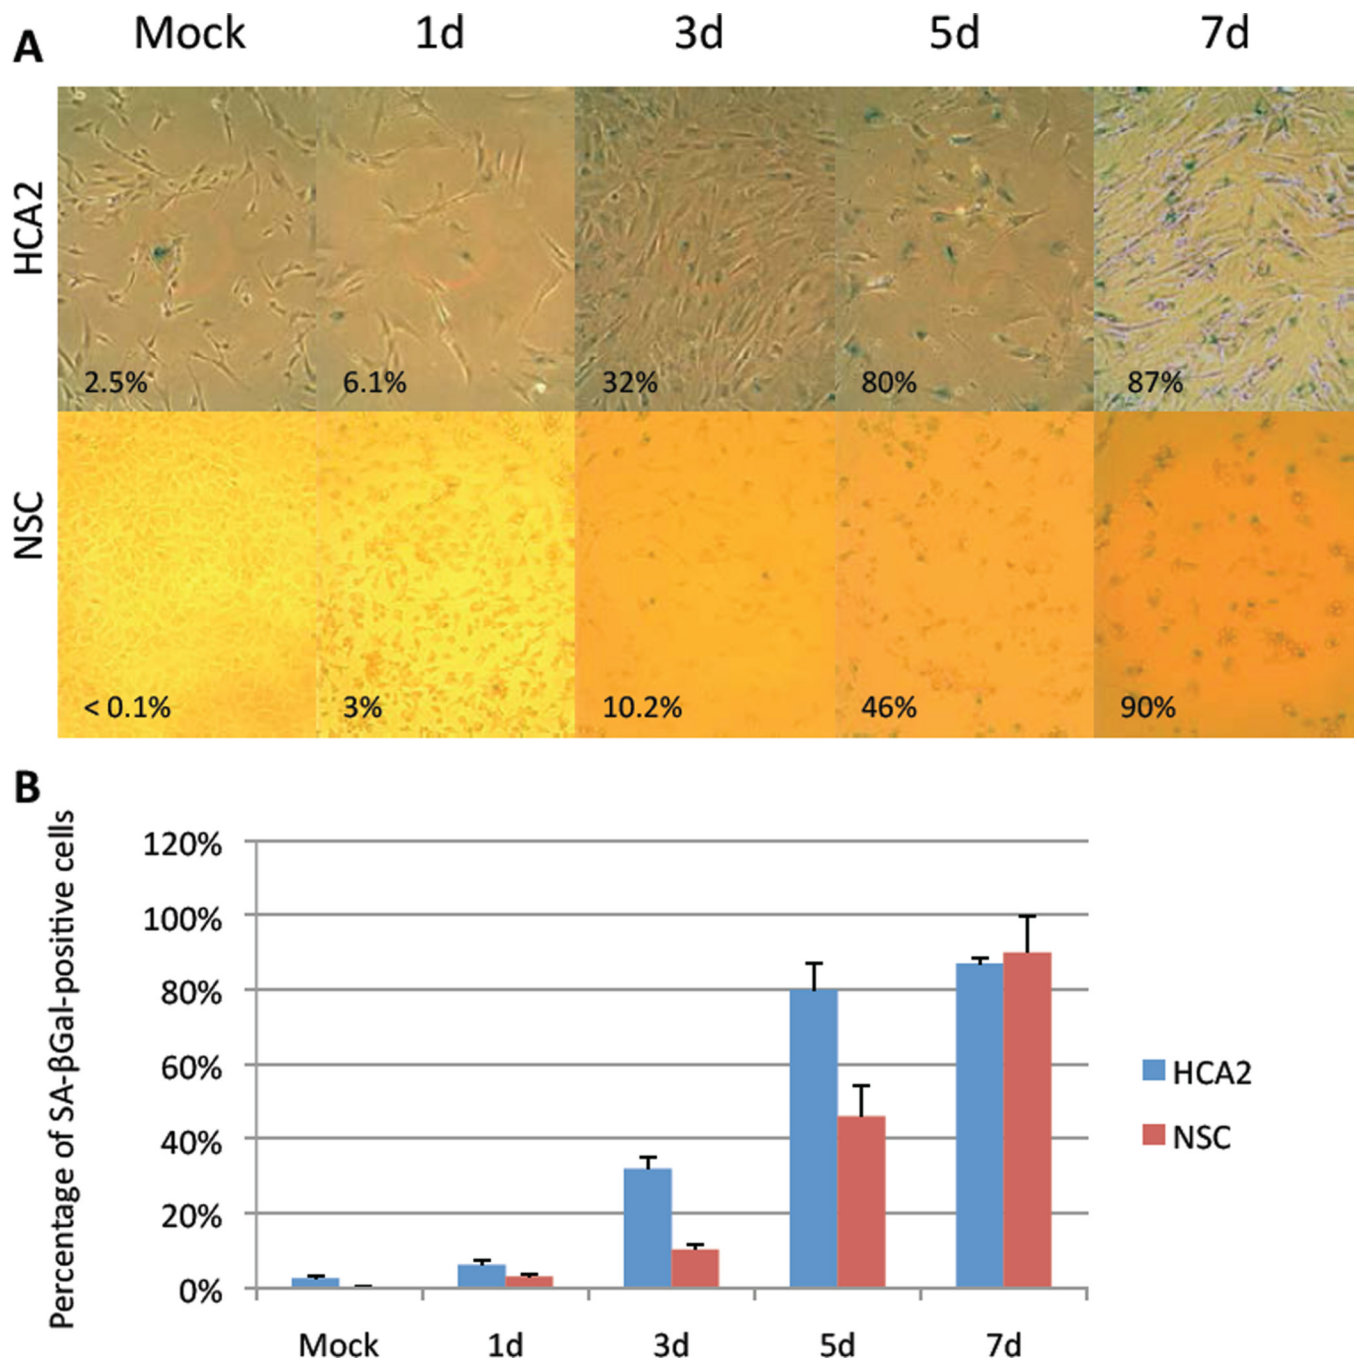 A
Mock 1d 3d 5d 7d
HCA2
2.5% 6.1% 32% 80% 87%
NSC
< 0.1% 3% 10.2% 46% 90%
B
Percentage of SA-βGal-positive cells
120%
100%
80%
60%
40%
20%
0%
Mock 1d 3d 5d 7d
HCA2
NSC